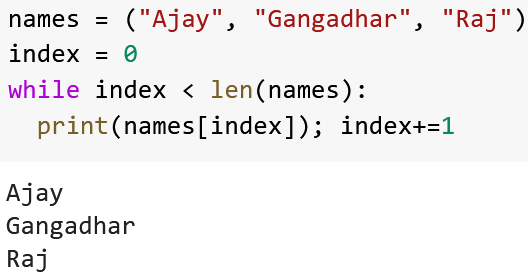 names = ("Ajay", "Gangadhar", "Raj")
index = 0
while index < len(names):
  print(names[index]); index+=1
Ajay
Gangadhar
Raj